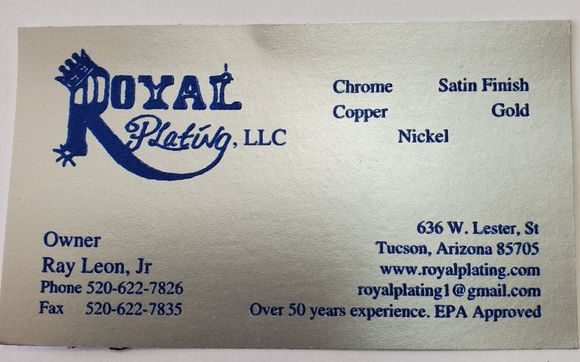 ROYAL
Plating, LLC
Chrome Satin Finish
Copper Gold
Nickel
Owner
Ray Leon, Jr
Phone 520-622-7826
Fax 520-622-7835
636 W. Lester, St
Tucson, Arizona 85705
www.royalplating.com
royalplating1@gmail.com
Over 50 years experience. EPA Approved